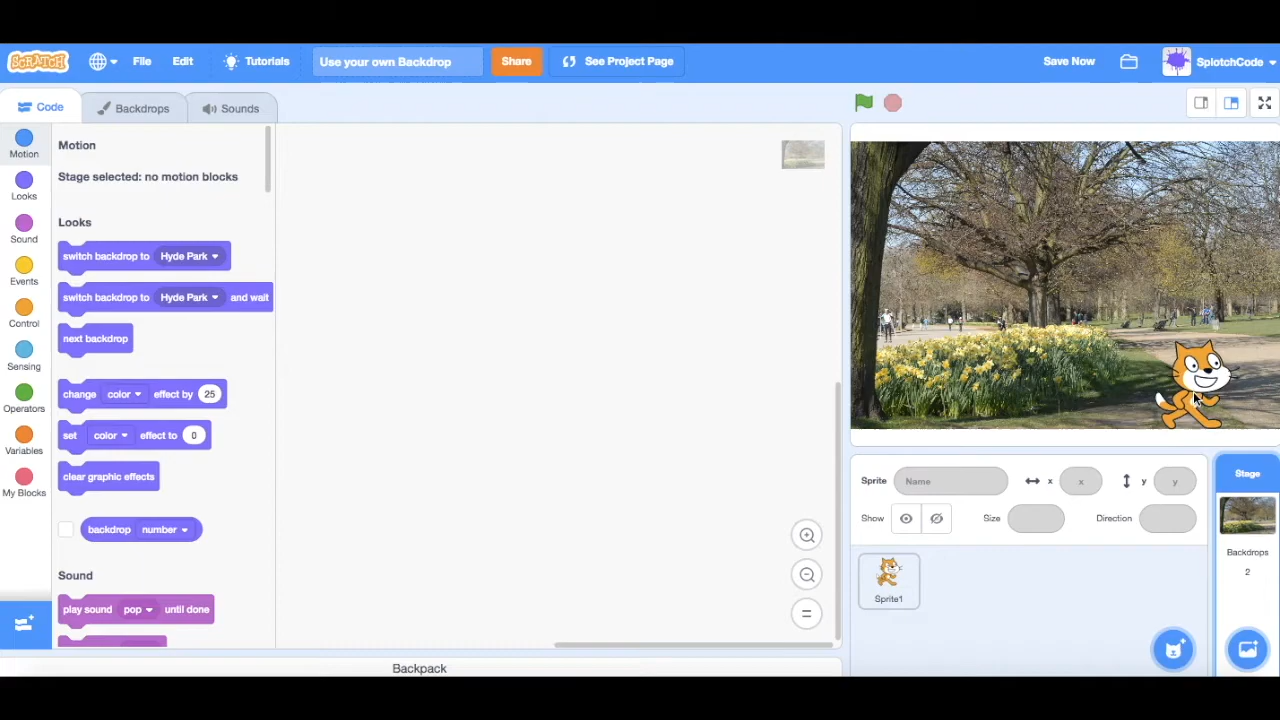 SCRATCH
File
Edit
Tutorials
Use your own Backdrop
Share
See Project Page
Save Now
SplotchCode
Code
Backdrops
Sounds
Motion
Looks
Sound
Events
Control
Sensing
Operators
Variables
My Blocks
Motion
Stage selected: no motion blocks
Looks
switch backdrop to Hyde Park
switch backdrop to Hyde Park and wait
next backdrop
change color effect by 25
set color effect to 0
clear graphic effects
backdrop number
Sound
play sound pop until done
Backpack
Sprite Name x x y y
Show Size Direction
Sprite1
Stage
Backdrops
2